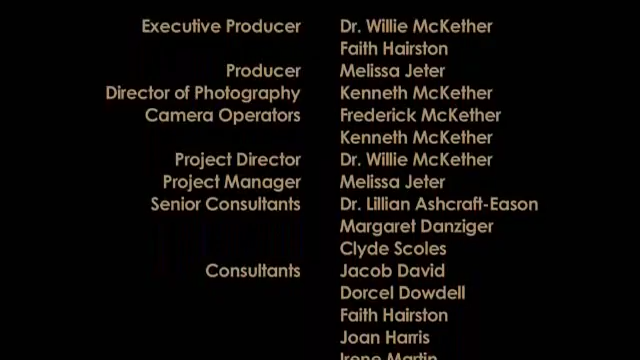 Executive Producer Dr. Willie McKether
Faith Hairston
Producer Melissa Jeter
Director of Photography Kenneth McKether
Camera Operators Frederick McKether
Kenneth McKether
Project Director Dr. Willie McKether
Project Manager Melissa Jeter
Senior Consultants Dr. Lillian Ashcraft-Eason
Margaret Danziger
Clyde Scoles
Consultants Jacob David
Dorcel Dowdell
Faith Hairston
Joan Harris
Irene Martin